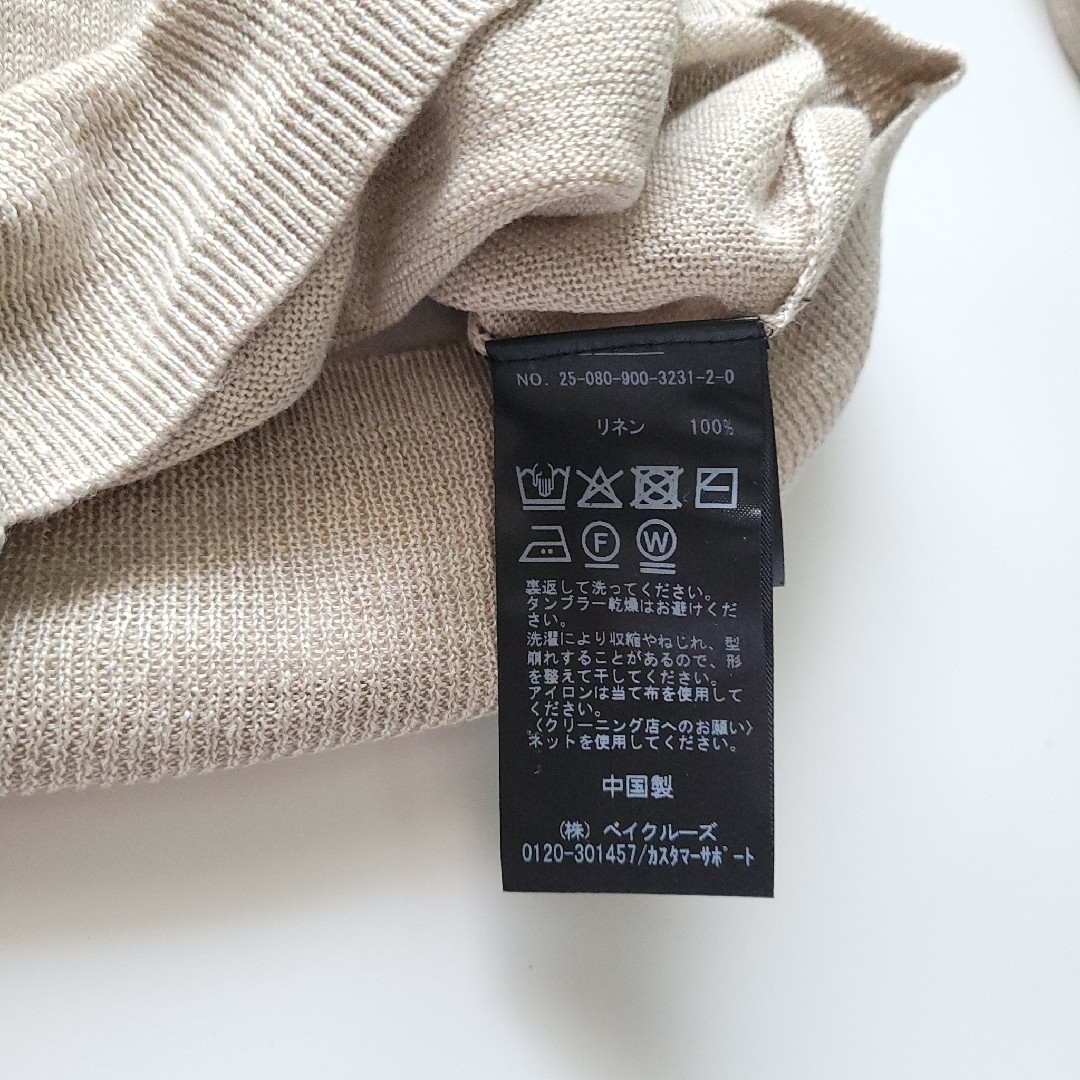 NO. 25-080-900-3231-2-0
リネン 100%
F W
裏返して洗ってください。
タンブラー乾燥はお避けくだ
さい。
洗濯により収縮やねじれ、型
崩れすることがあるので、形
を整えて干してください。
アイロンは当て布を使用して
ください。
〈クリーニング店へのお願い〉
ネットを使用してください。
中国製
(株) ベイクルーズ
0120-301457/ｶｽﾀﾏｰｻﾎﾟｰﾄ